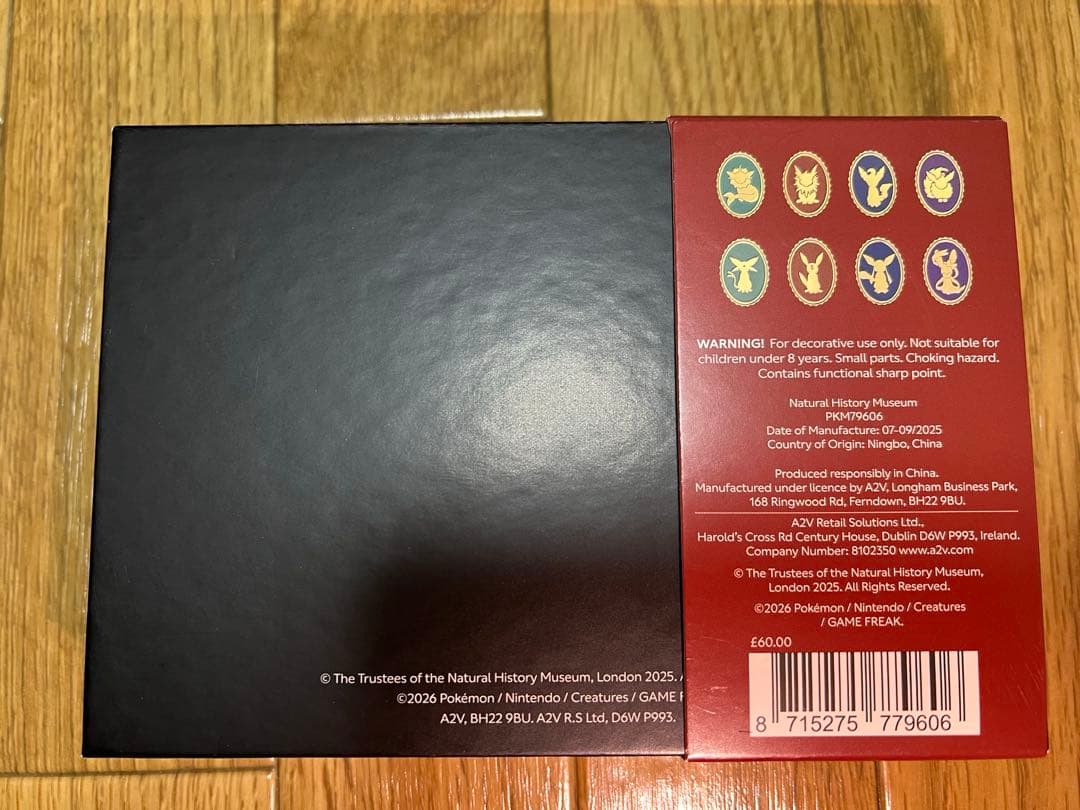 WARNING! For decorative use only. Not suitable for
children under 8 years. Small parts. Choking hazard.
Contains functional sharp point.
Natural History Museum
PKM79606
Date of Manufacture: 07-09/2025
Country of Origin: Ningbo, China
Produced responsibly in China.
Manufactured under licence by A2V, Longham Business Park,
168 Ringwood Rd, Ferndown, BH22 9BU.
A2V Retail Solutions Ltd.,
Harold's Cross Rd Century House, Dublin D6W P993, Ireland.
Company Number: 8102350 www.a2v.com
© The Trustees of the Natural History Museum,
London 2025. All Rights Reserved.
©2026 Pokémon / Nintendo / Creatures
/ GAME FREAK.
£60.00
8 715275 779606
© The Trustees of the Natural History Museum, London 2025.
©2026 Pokémon / Nintendo / Creatures / GAME
A2V, BH22 9BU. A2V R.S Ltd, D6W P993.